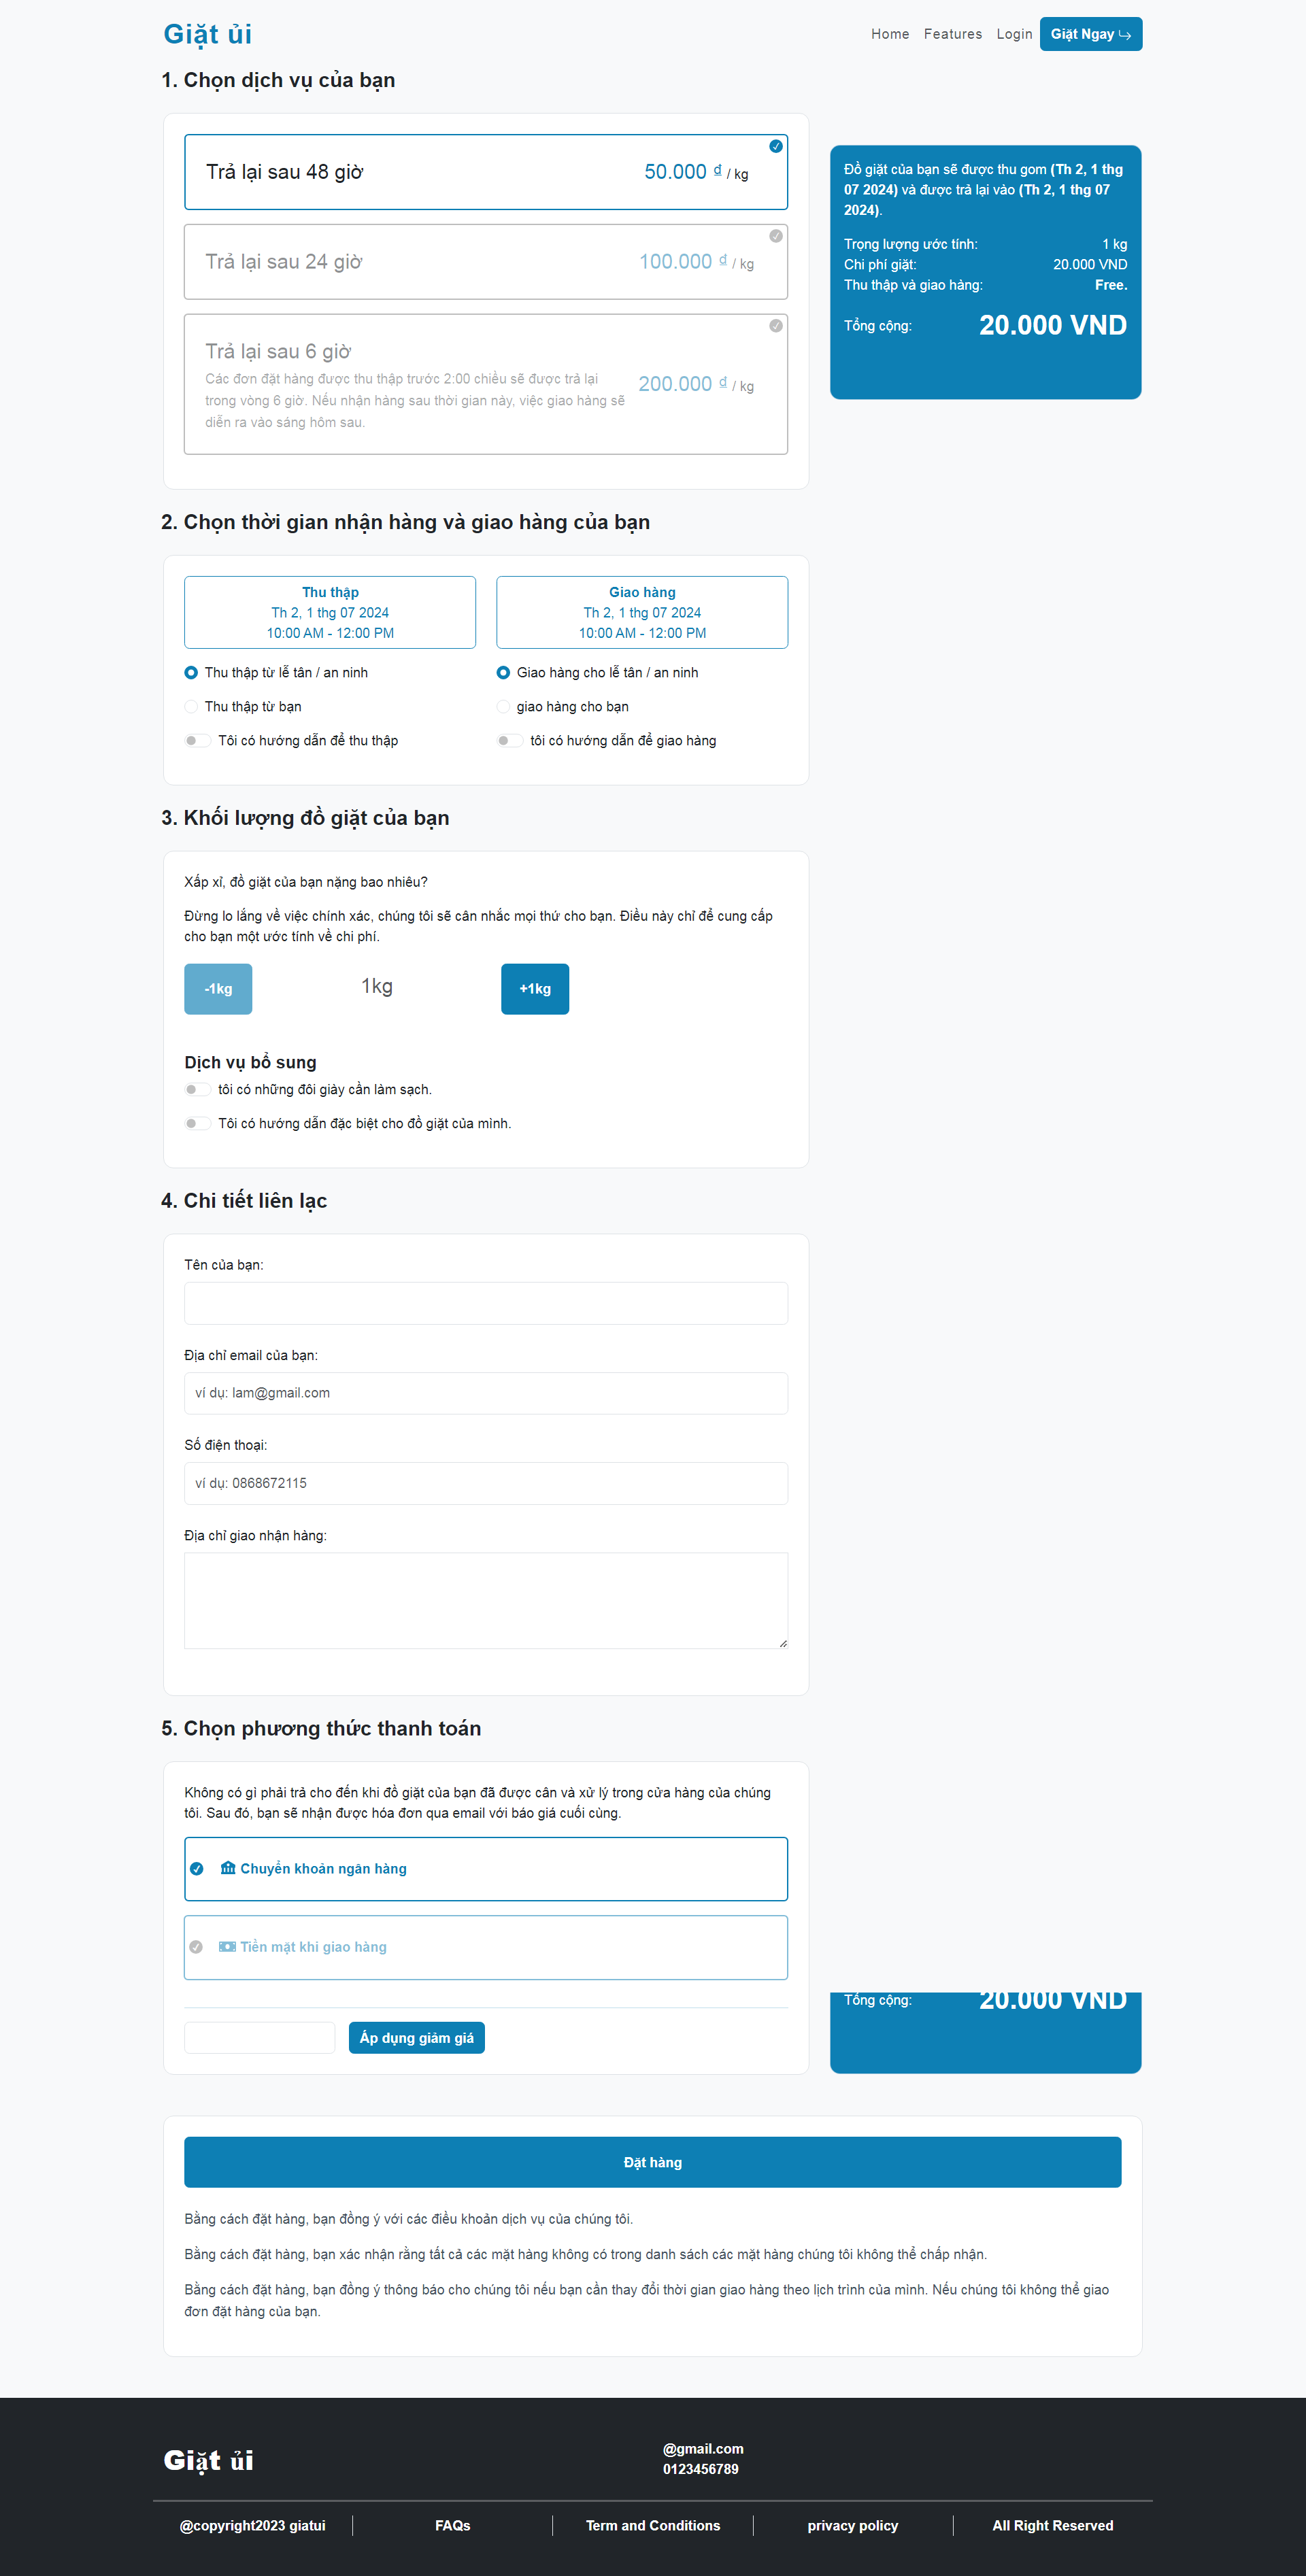 Giặt ủi
Home Features Login Giặt Ngay
1. Chọn dịch vụ của bạn
Trả lại sau 48 giờ
50.000 ₫ / kg
Trả lại sau 24 giờ
100.000 ₫ / kg
Trả lại sau 6 giờ
Các đơn đặt hàng được thu thập trước 2:00 chiều sẽ được trả lại
trong vòng 6 giờ. Nếu nhận hàng sau thời gian này, việc giao hàng sẽ
diễn ra vào sáng hôm sau.
200.000 ₫ / kg
Đồ giặt của bạn sẽ được thu gom (Th 2, 1 thg
07 2024) và được trả lại vào (Th 2, 1 thg 07
2024).
Trọng lượng ước tính: 1 kg
Chi phí giặt: 20.000 VND
Thu thập và giao hàng: Free.
Tổng cộng: 20.000 VND
2. Chọn thời gian nhận hàng và giao hàng của bạn
Thu thập
Th 2, 1 thg 07 2024
10:00 AM - 12:00 PM
Thu thập từ lễ tân / an ninh
Thu thập từ bạn
Tôi có hướng dẫn để thu thập
Giao hàng
Th 2, 1 thg 07 2024
10:00 AM - 12:00 PM
Giao hàng cho lễ tân / an ninh
giao hàng cho bạn
tôi có hướng dẫn để giao hàng
3. Khối lượng đồ giặt của bạn
Xấp xỉ, đồ giặt của bạn nặng bao nhiêu?
Đừng lo lắng về việc chính xác, chúng tôi sẽ cân nhắc mọi thứ cho bạn. Điều này chỉ để cung cấp
cho bạn một ước tính về chi phí.
-1kg 1kg +1kg
Dịch vụ bổ sung
tôi có những đôi giày cần làm sạch.
Tôi có hướng dẫn đặc biệt cho đồ giặt của mình.
4. Chi tiết liên lạc
Tên của bạn:
Địa chỉ email của bạn:
ví dụ: lam@gmail.com
Số điện thoại:
ví dụ: 0868672115
Địa chỉ giao nhận hàng:
5. Chọn phương thức thanh toán
Không có gì phải trả cho đến khi đồ giặt của bạn đã được cân và xử lý trong cửa hàng của chúng
tôi. Sau đó, bạn sẽ nhận được hóa đơn qua email với báo giá cuối cùng.
Chuyển khoản ngân hàng
Tiền mặt khi giao hàng
Áp dụng giảm giá
Tổng cộng: 20.000 VND
Đặt hàng
Bằng cách đặt hàng, bạn đồng ý với các điều khoản dịch vụ của chúng tôi.
Bằng cách đặt hàng, bạn xác nhận rằng tất cả các mặt hàng không có trong danh sách các mặt hàng chúng tôi không thể chấp nhận.
Bằng cách đặt hàng, bạn đồng ý thông báo cho chúng tôi nếu bạn cần thay đổi thời gian giao hàng theo lịch trình của mình. Nếu chúng tôi không thể giao
đơn đặt hàng của bạn.
Giặt ủi
@gmail.com
0123456789
@copyright2023 giatui FAQs Term and Conditions privacy policy All Right Reserved